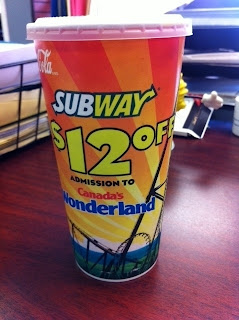 SUBWAY
$12 OFF
ADMISSION TO
Canada's
Wonderland